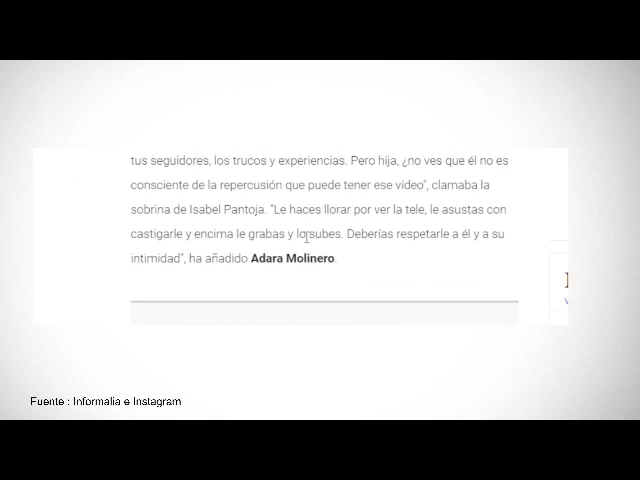 tus seguidores, los trucos y experiencias. Pero hija, ¿no ves que él no es
consciente de la repercusión que puede tener ese vídeo", clamaba la
sobrina de Isabel Pantoja. "Le haces llorar por ver la tele, le asustas con
castigarle y encima le grabas y lo subes. Deberías respetarle a él y a su
intimidad", ha añadido Adara Molinero.
Fuente : Informalia e Instagram